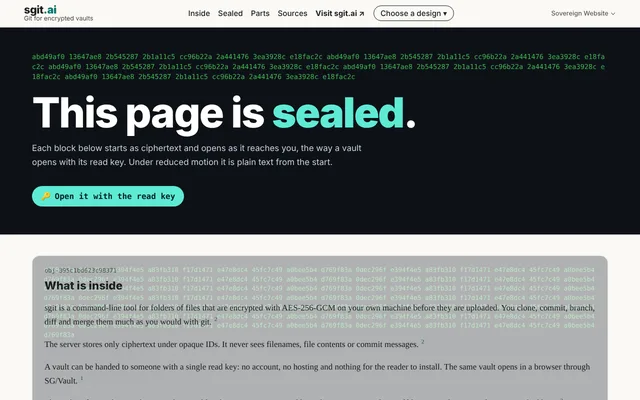 sgit.ai
Git for encrypted vaults
Inside Sealed Parts Sources Visit sgit.ai ↗ Choose a design ▾
Sovereign Website
abd49af0 13647ae8 2b545287 2b1a11c5 cc96b22a 2a441476 3ea3928c e18fac2c abd49af0 13647ae8 2b545287 2b1a11c5 cc96b22a 2a441476 3ea3928c e18fa
c2c abd49af0 13647ae8 2b545287 2b1a11c5 cc96b22a 2a441476 3ea3928c e18fac2c abd49af0 13647ae8 2b545287 2b1a11c5 cc96b22a 2a441476 3ea3928c e
18fac2c abd49af0 13647ae8 2b545287 2b1a11c5 cc96b22a 2a441476 3ea3928c e18fac2c
This page is sealed.
Each block below starts as ciphertext and opens as it reaches you, the way a vault
opens with its read key. Under reduced motion it is plain text from the start.
Open it with the read key
obj-395c1bd623c98371
What is inside
sgit is a command-line tool for folders of files that are encrypted with AES-256-GCM on your own machine before they are uploaded. You clone, commit, branch,
diff and merge them much as you would with git.
The server stores only ciphertext under opaque IDs. It never sees filenames, file contents or commit messages. 2
A vault can be handed to someone with a single read key: no account, no hosting and nothing for the reader to install. The same vault opens in a browser through
SG/Vault. 1